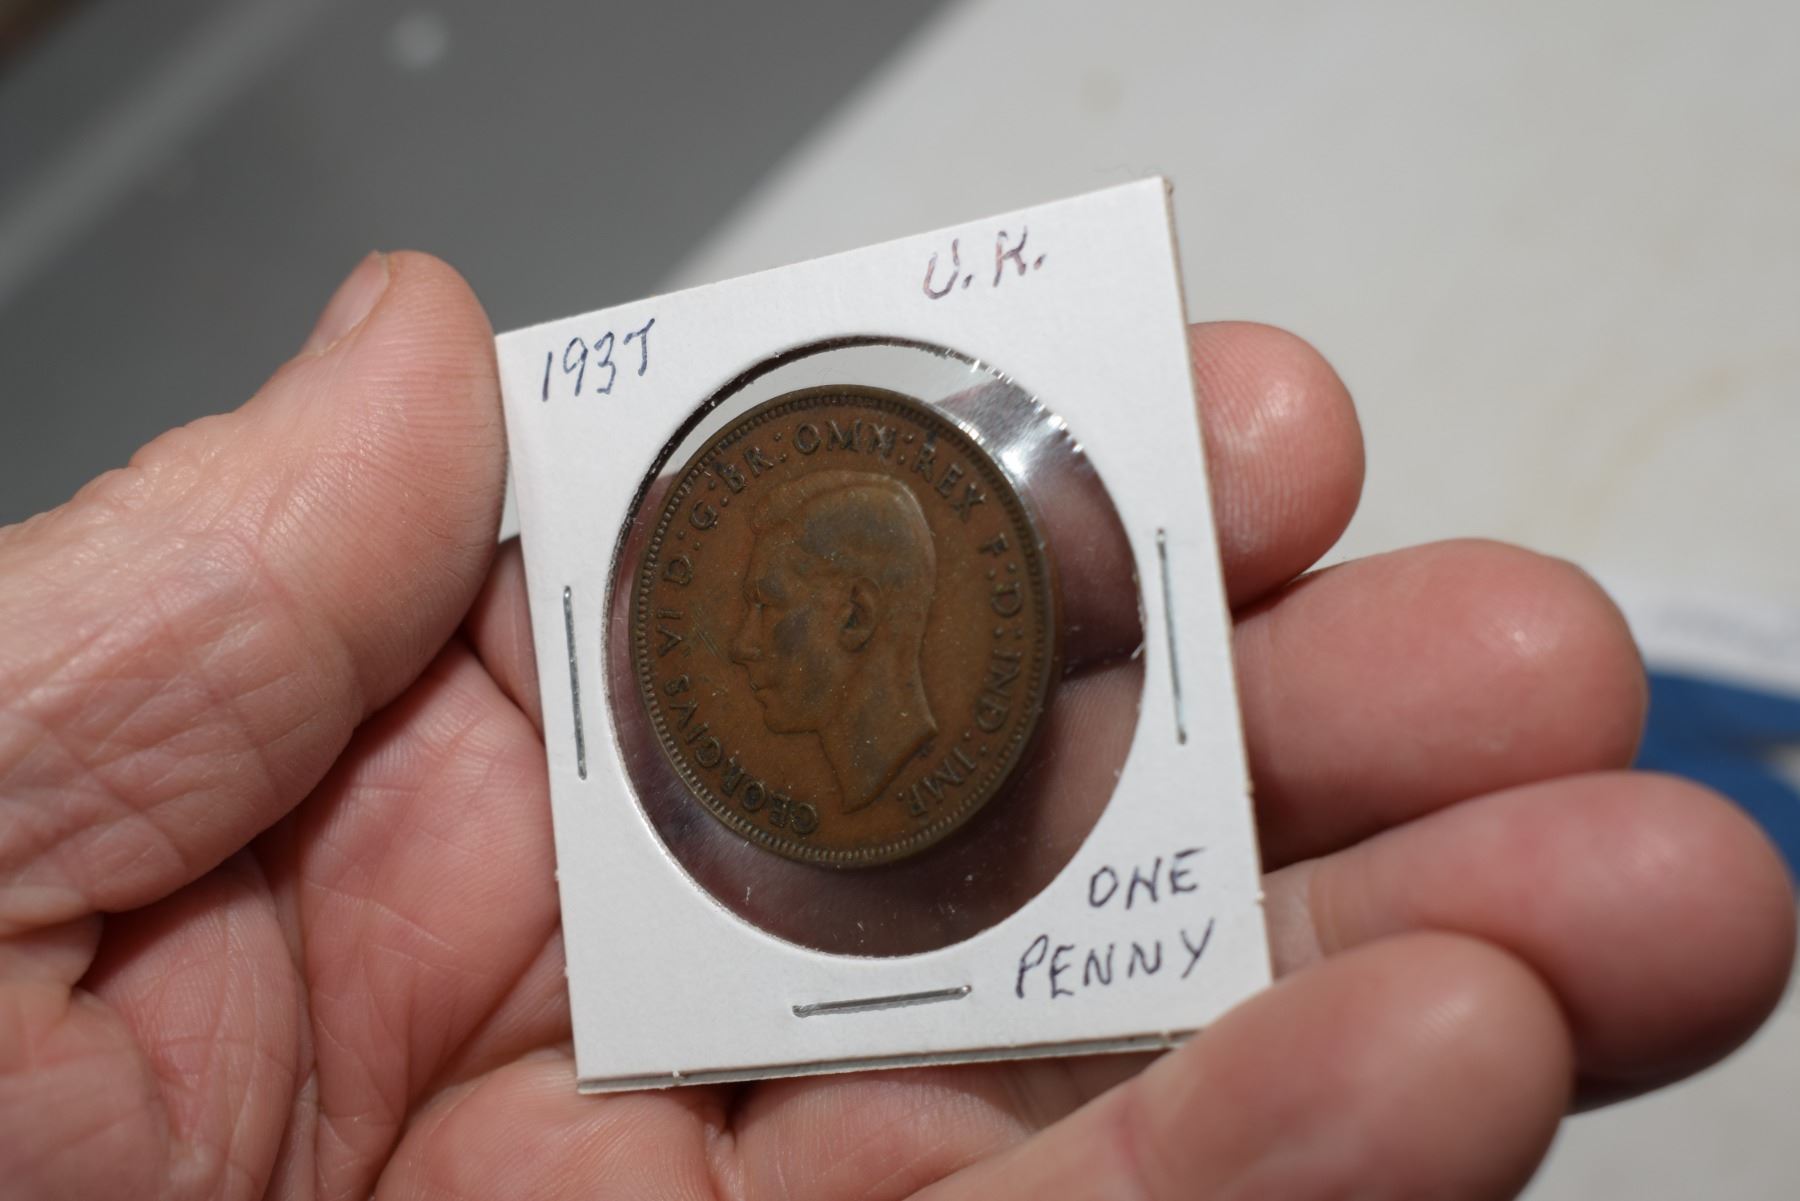 1937
U.K.
GEORGIVS VI D:G:BR:OMN:REX F:D:IND:IMP.
ONE
PENNY